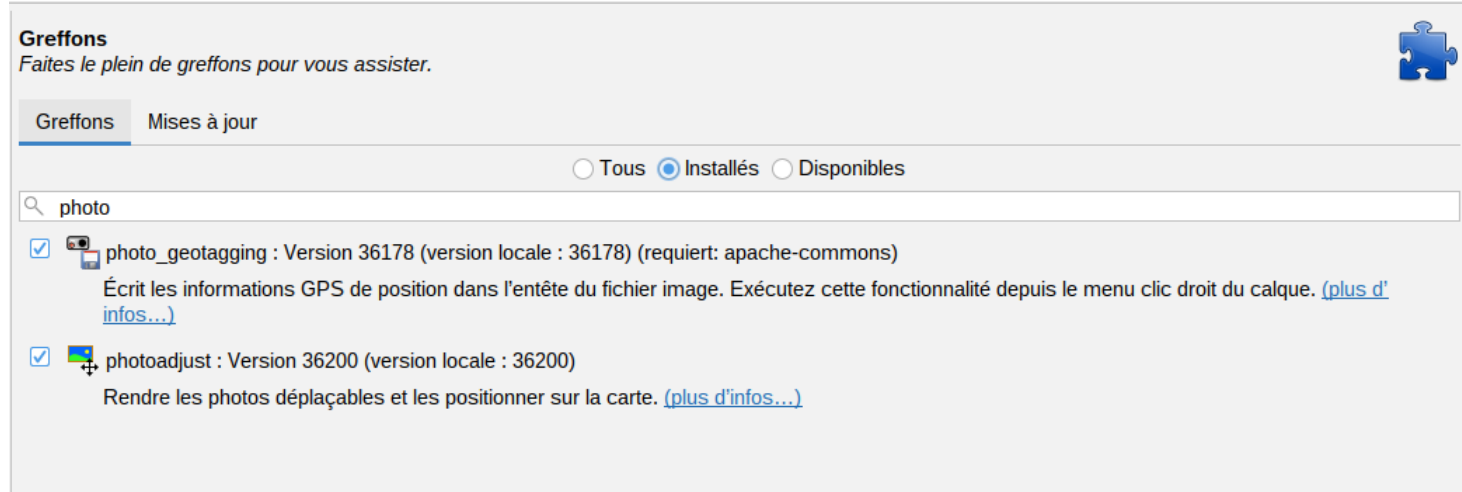 Greffons
Faites le plein de greffons pour vous assister.
Greffons Mises à jour
Tous Installés Disponibles
photo
photo_geotagging : Version 36178 (version locale : 36178) (requiert: apache-commons)
Écrit les informations GPS de position dans l’entête du fichier image. Exécutez cette fonctionnalité depuis le menu clic droit du calque. (plus d’
infos…)
photoadjust : Version 36200 (version locale : 36200)
Rendre les photos déplaçables et les positionner sur la carte. (plus d’infos…)